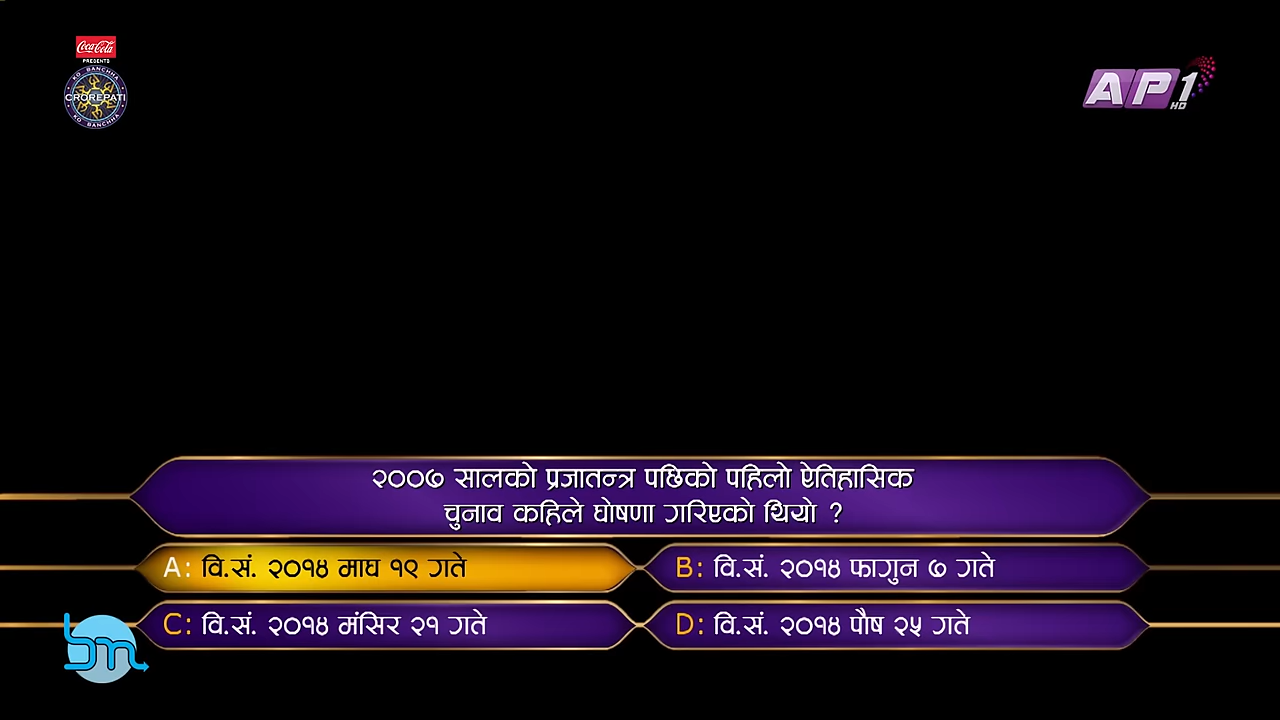 Coca-Cola
PRESENTS
KO BANCHHA
CROREPATI
KO BANCHHA
AP1
HD
२००७ सालको प्रजातन्त्र पछिको पहिलो ऐतिहासिक
चुनाव कहिले घोषणा गरिएको थियो ?
A: वि.सं. २०१४ माघ १९ गते
B: वि.सं. २०१४ फागुन ७ गते
C: वि.सं. २०१४ मंसिर २१ गते
D: वि.सं. २०१४ पौष २५ गते
bm